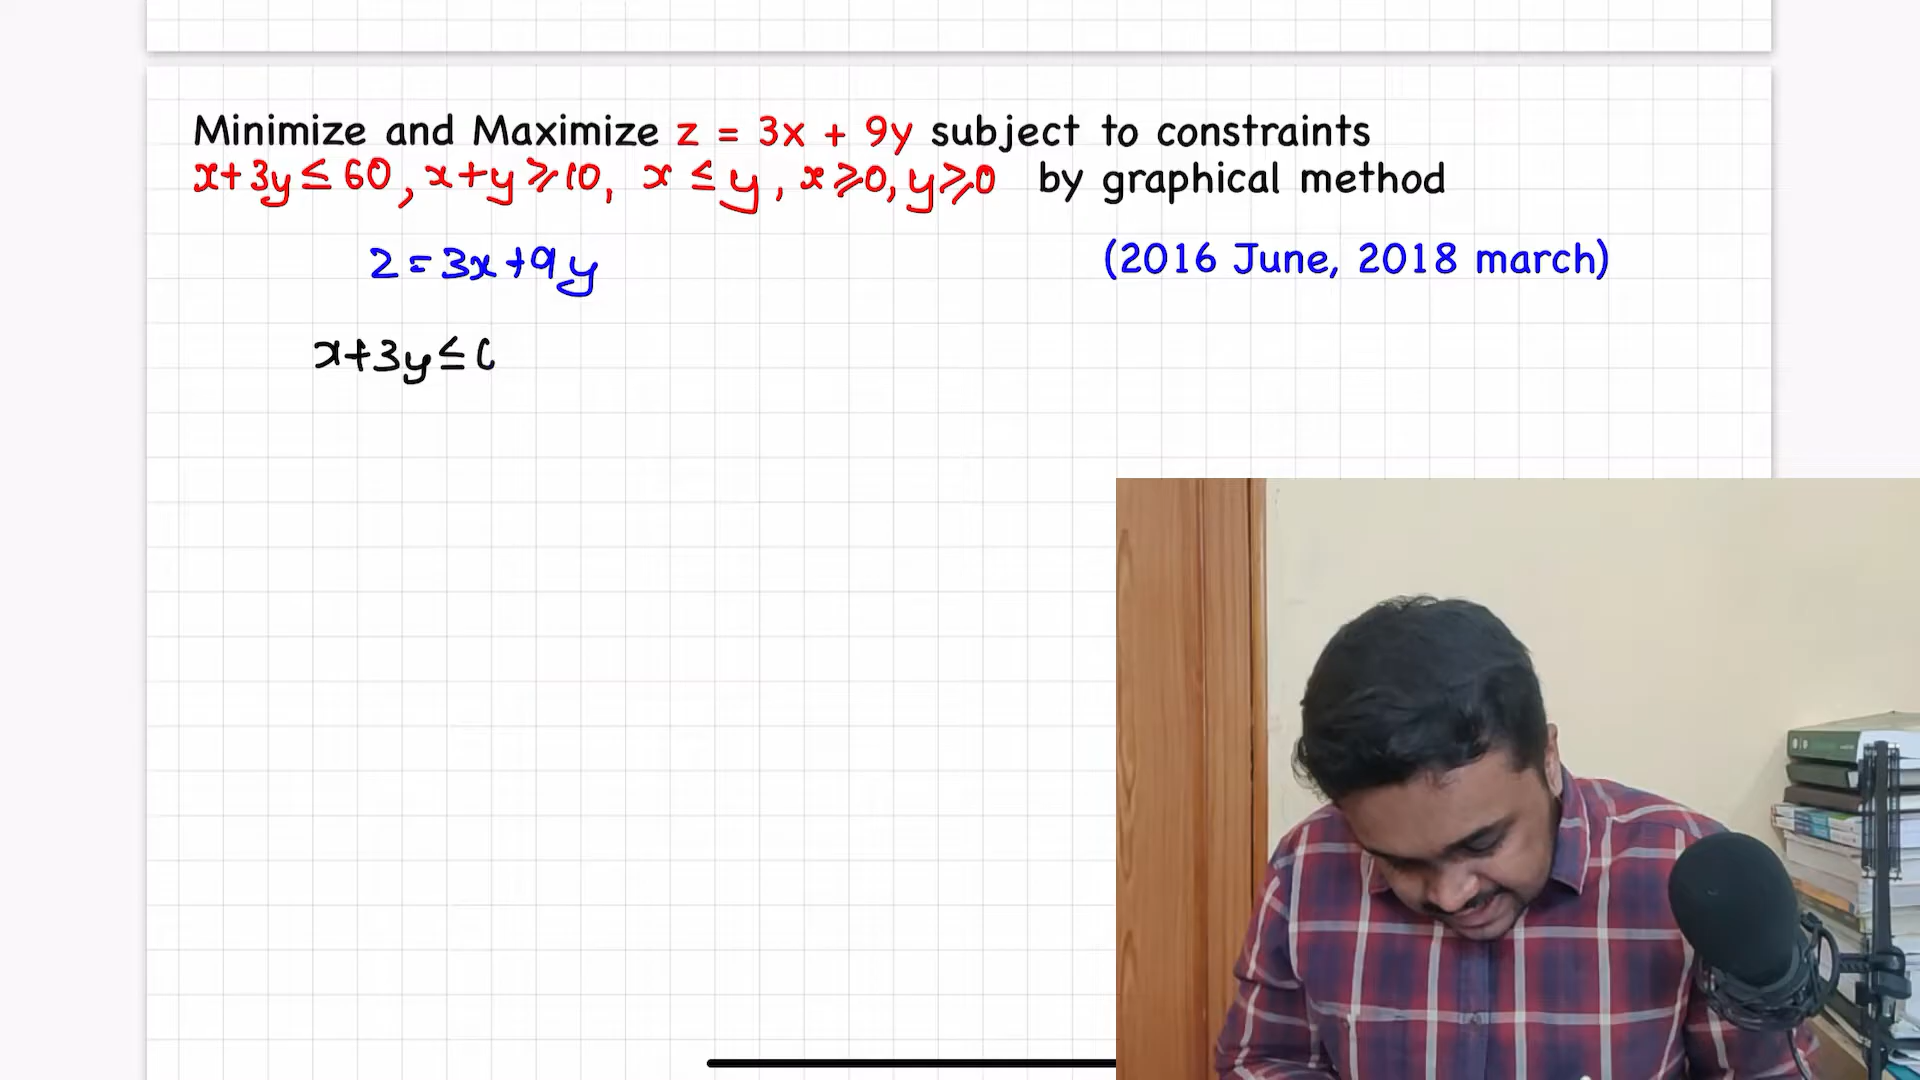 Minimize and Maximize z = 3x + 9y subject to constraints
x+3y ≤ 60, x+y ≥ 10, x ≤ y, x ≥ 0, y ≥ 0 by graphical method
z = 3x + 9y (2016 June, 2018 march)
x+3y ≤ 6